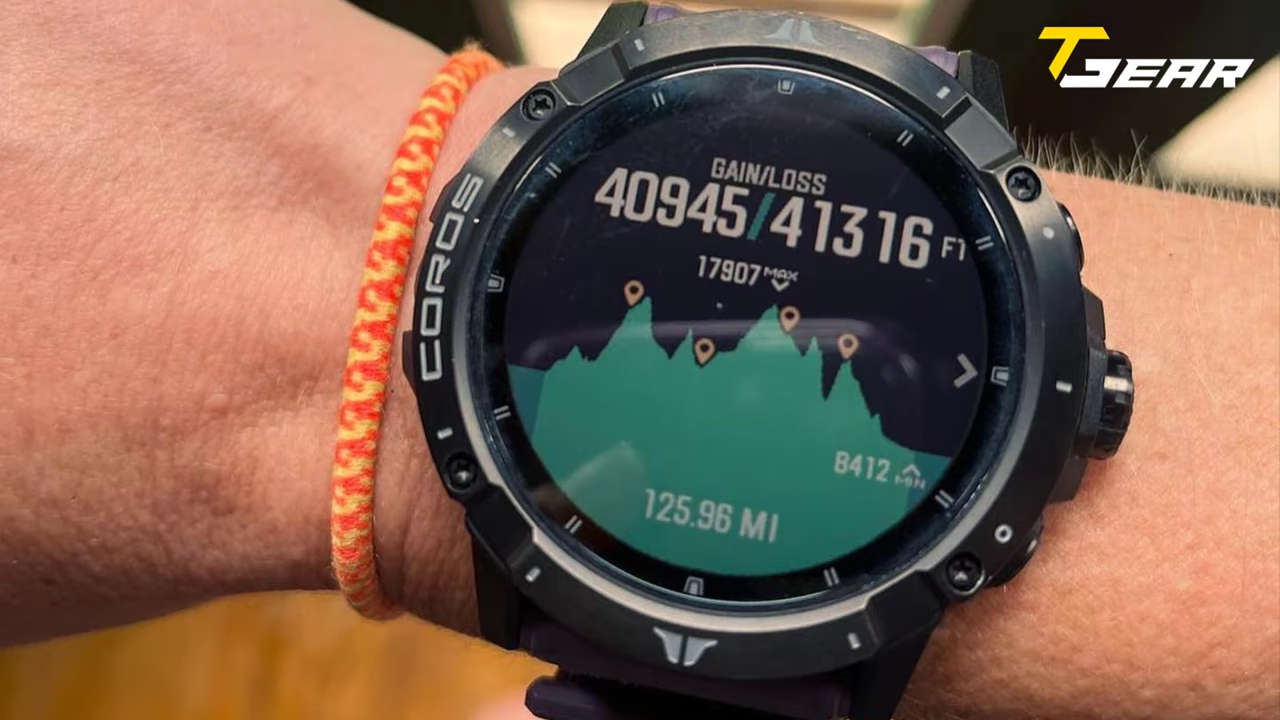 TGEAR
GAIN/LOSS
40945/41316 FT
17907 MAX
COROS
8412 MIN
125.96 MI